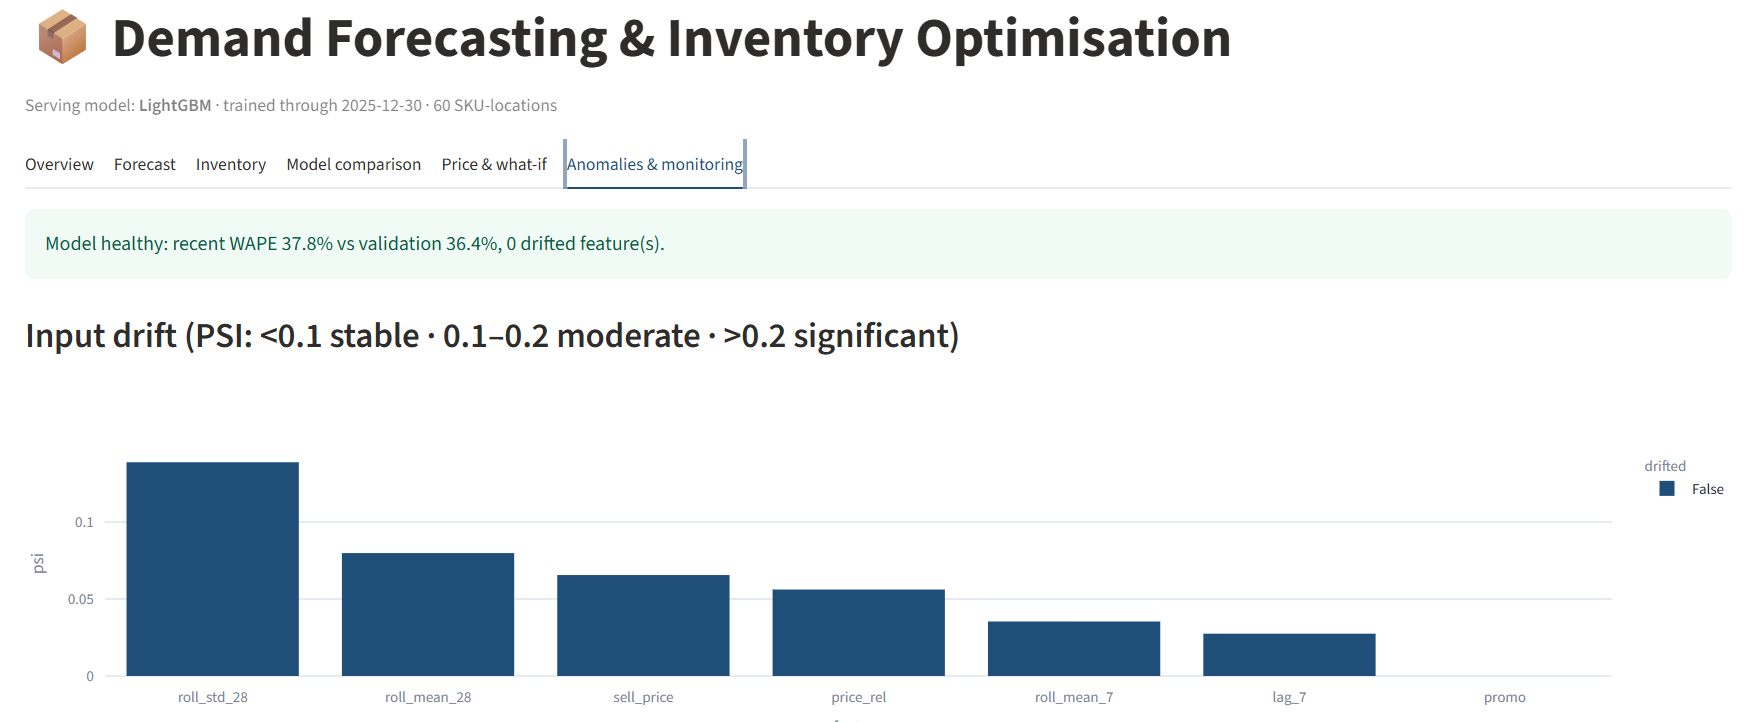 Demand Forecasting & Inventory Optimisation
Serving model: LightGBM · trained through 2025-12-30 · 60 SKU-locations
Overview Forecast Inventory Model comparison Price & what-if Anomalies & monitoring
Model healthy: recent WAPE 37.8% vs validation 36.4%, 0 drifted feature(s).
Input drift (PSI: <0.1 stable · 0.1–0.2 moderate · >0.2 significant)
drifted
False
0.1
psi
0.05
0
roll_std_28 roll_mean_28 sell_price price_rel roll_mean_7 lag_7 promo